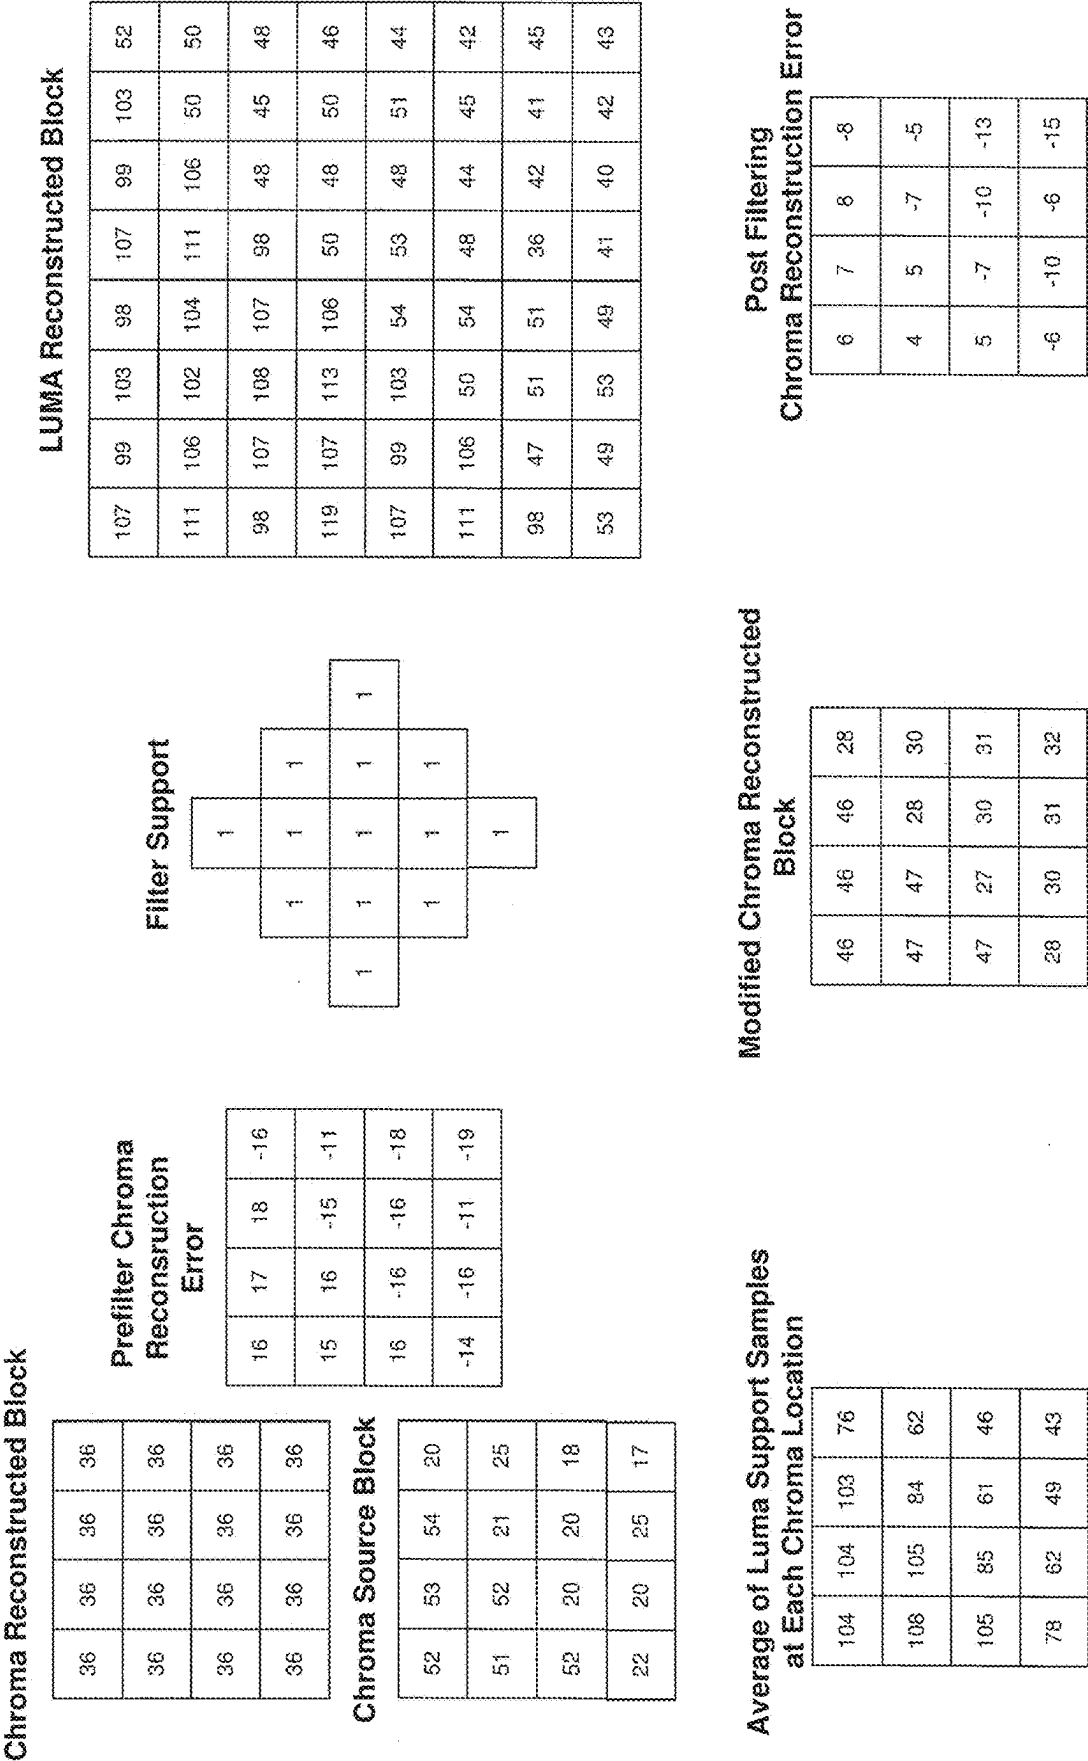 Chroma Reconstructed Block
36 36 36 36
36 36 36 36
36 36 36 36
36 36 36 36
Chroma Source Block
52 53 54 20
51 52 21 25
52 20 20 18
22 20 25 17
Prefilter Chroma
Reconsruction
Error
16 17 18 -16
15 16 -15 -11
16 -16 -16 -18
-14 -16 -11 -19
Filter Support
1
1 1 1
1 1 1 1 1
1 1 1
1
LUMA Reconstructed Block
107 99 103 98 107 99 103 52
111 106 102 104 111 106 50 50
98 107 108 107 98 48 45 48
119 107 113 106 50 48 50 46
107 99 103 54 53 48 51 44
111 106 50 54 48 44 45 42
98 47 51 51 36 42 41 45
53 49 53 49 41 40 42 43
Average of Luma Support Samples
at Each Chroma Location
104 104 103 76
108 105 84 62
105 85 61 46
78 62 49 43
Modified Chroma Reconstructed
Block
46 46 46 28
47 47 28 30
47 27 30 31
28 30 31 32
Post Filtering
Chroma Reconstruction Error
6 7 8 -8
4 5 -7 -5
5 -7 -10 -13
-6 -10 -6 -15